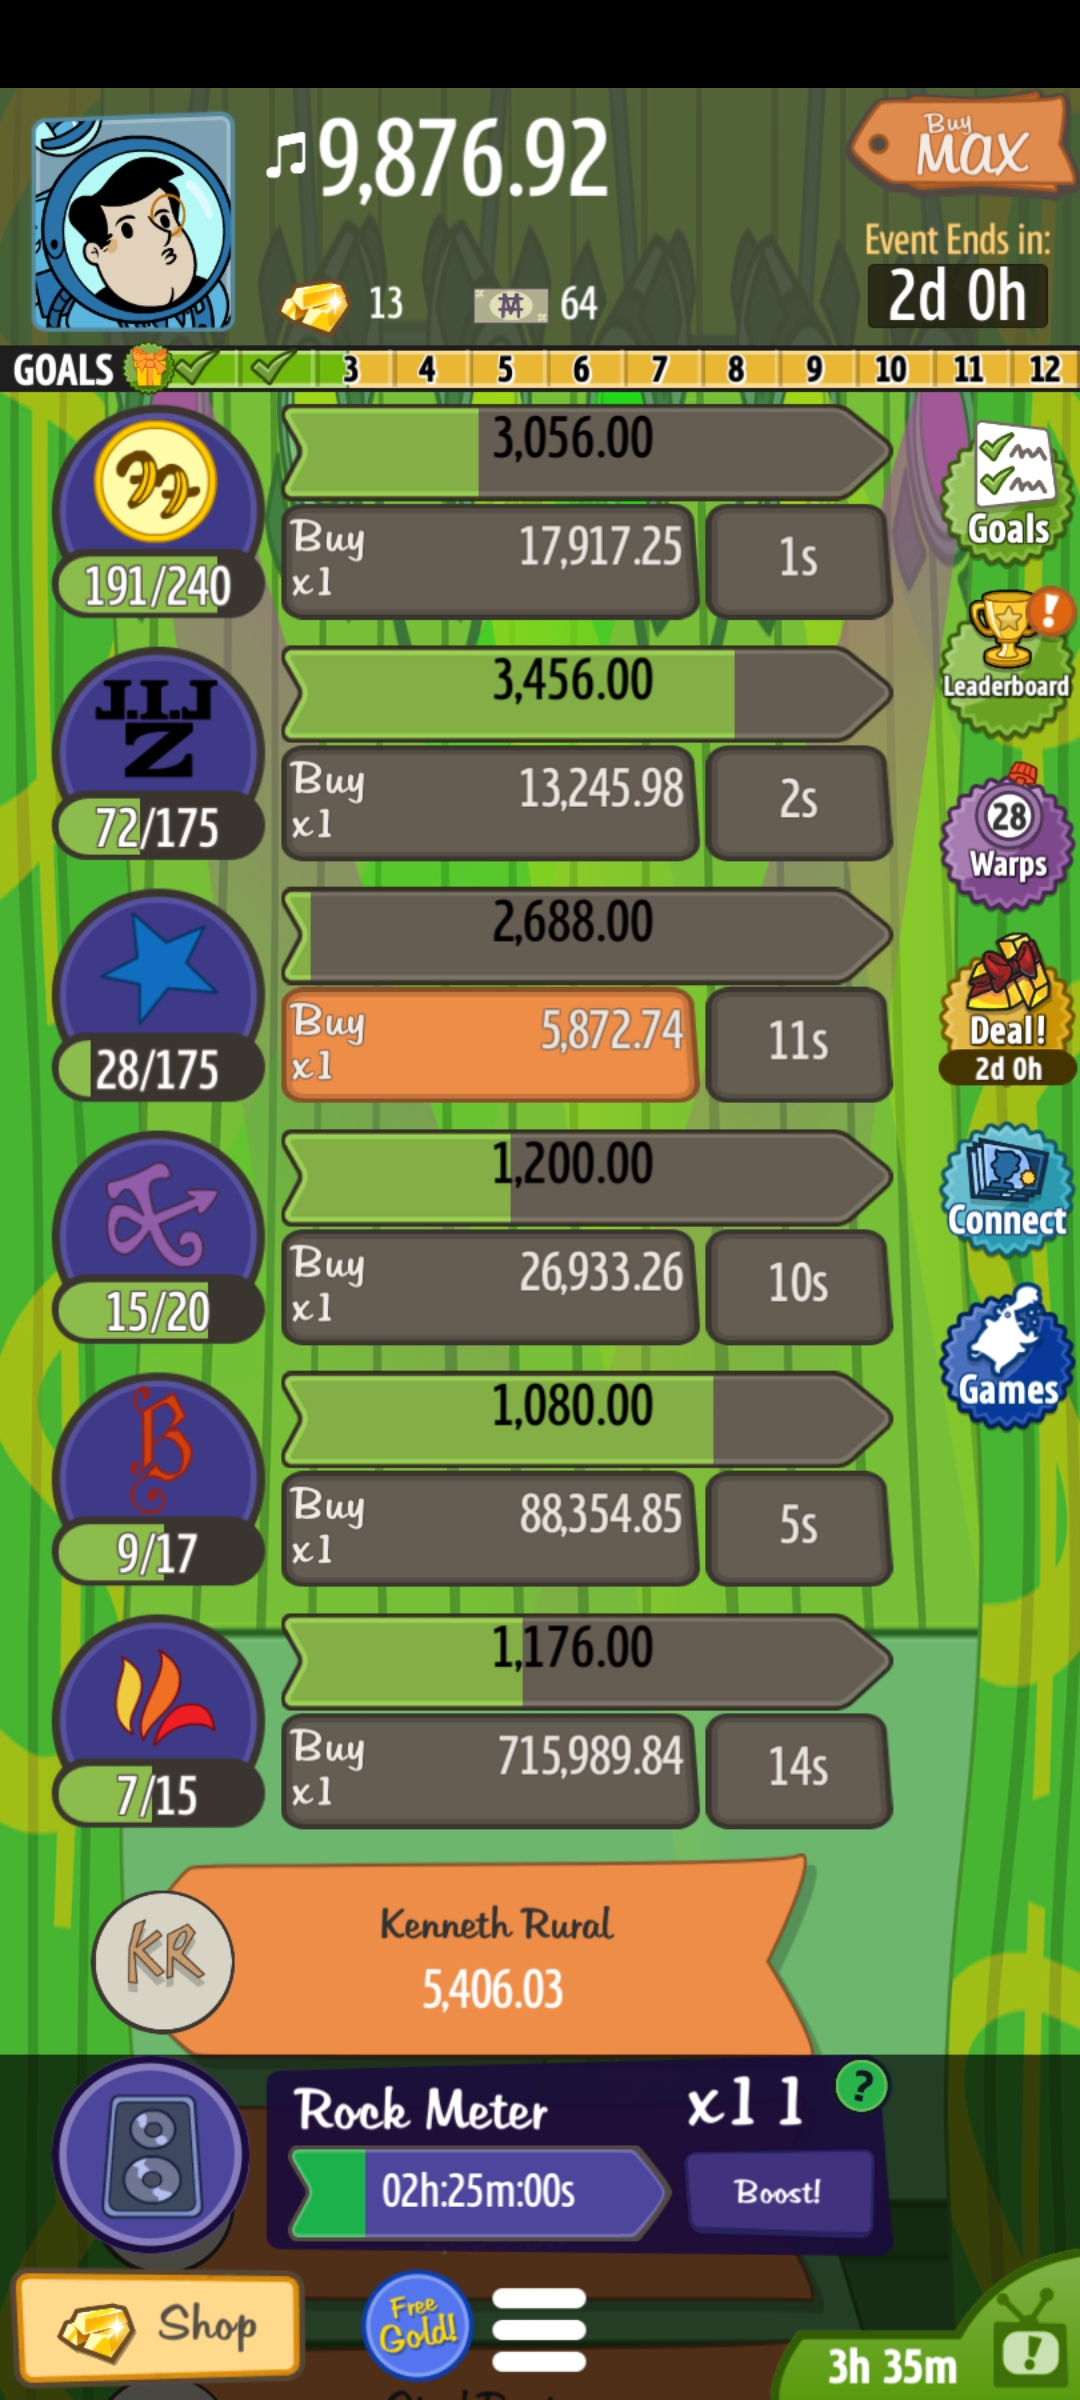 9,876.92
Buy
MAX
Event Ends in:
2d 0h
13
64
GOALS 3 4 5 6 7 8 9 10 11 12
3,056.00
Buy
x1
17,917.25
1s
191/240
Goals
J.I.J
Z
3,456.00
Buy
x1
13,245.98
2s
72/175
!
Leaderboard
28
Warps
2,688.00
Buy
x1
5,872.74
11s
28/175
Deal!
2d 0h
1,200.00
Buy
x1
26,933.26
10s
15/20
Connect
B
1,080.00
Buy
x1
88,354.85
5s
9/17
Games
1,176.00
Buy
x1
715,989.84
14s
7/15
KR
Kenneth Rural
5,406.03
Rock Meter
x11
?
02h:25m:00s
Boost!
Shop
Free
Gold!
3h 35m
!